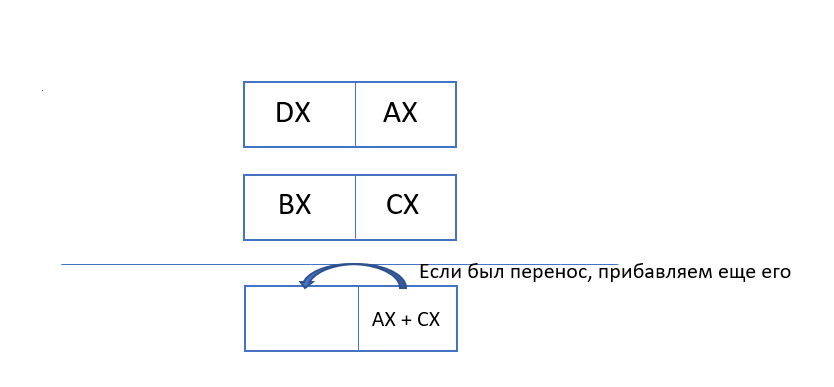 DX AX
BX CX
Если был перенос, прибавляем еще его
AX + CX